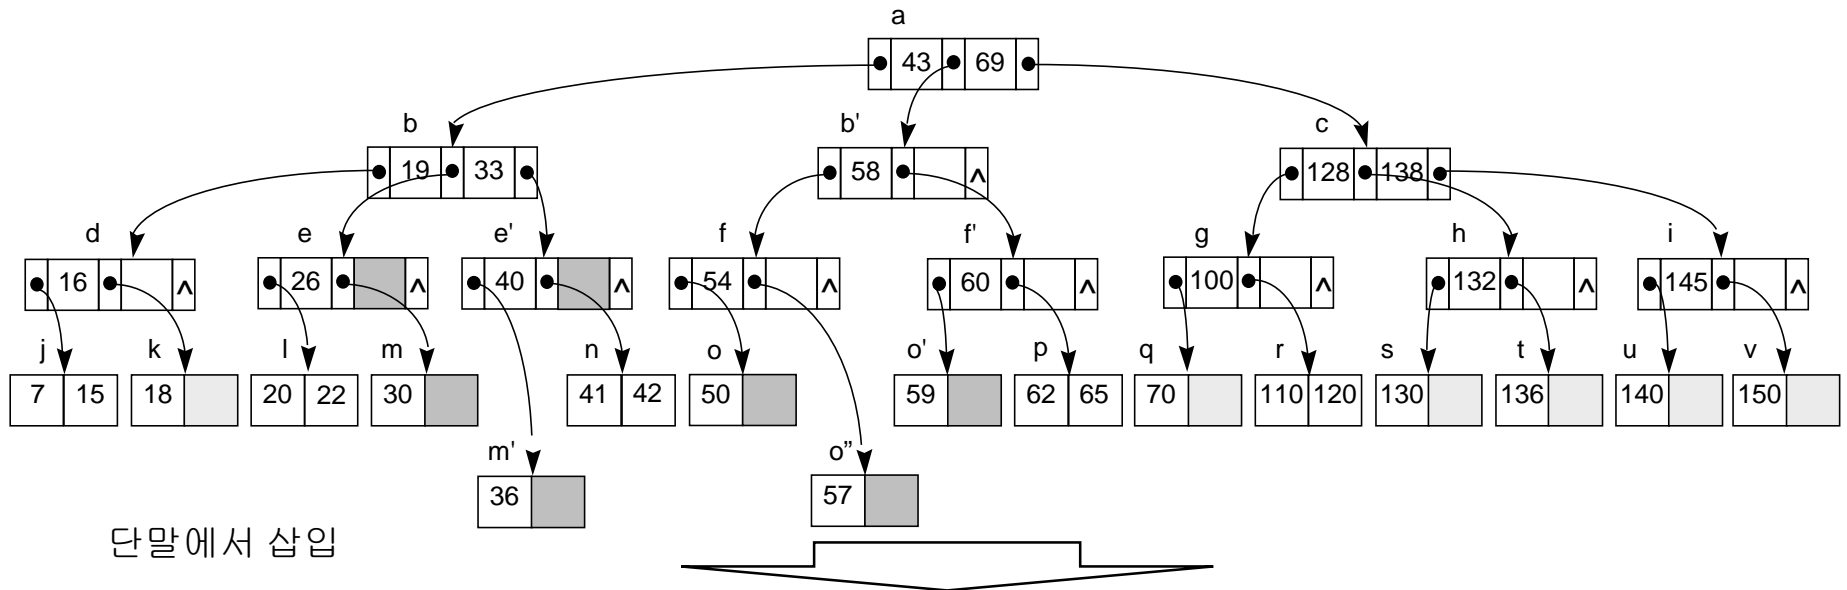 a
43 69
b b' c
19 33 58 ^ 128 138
d e e' f f' g h i
16 ^ 26 ^ 40 ^ 54 ^ 60 ^ 100 ^ 132 ^ 145 ^
j k l m n o o' p q r s t u v
7 15 18 20 22 30 41 42 50 59 62 65 70 110 120 130 136 140 150
m' o”
36 57
단말에서 삽입